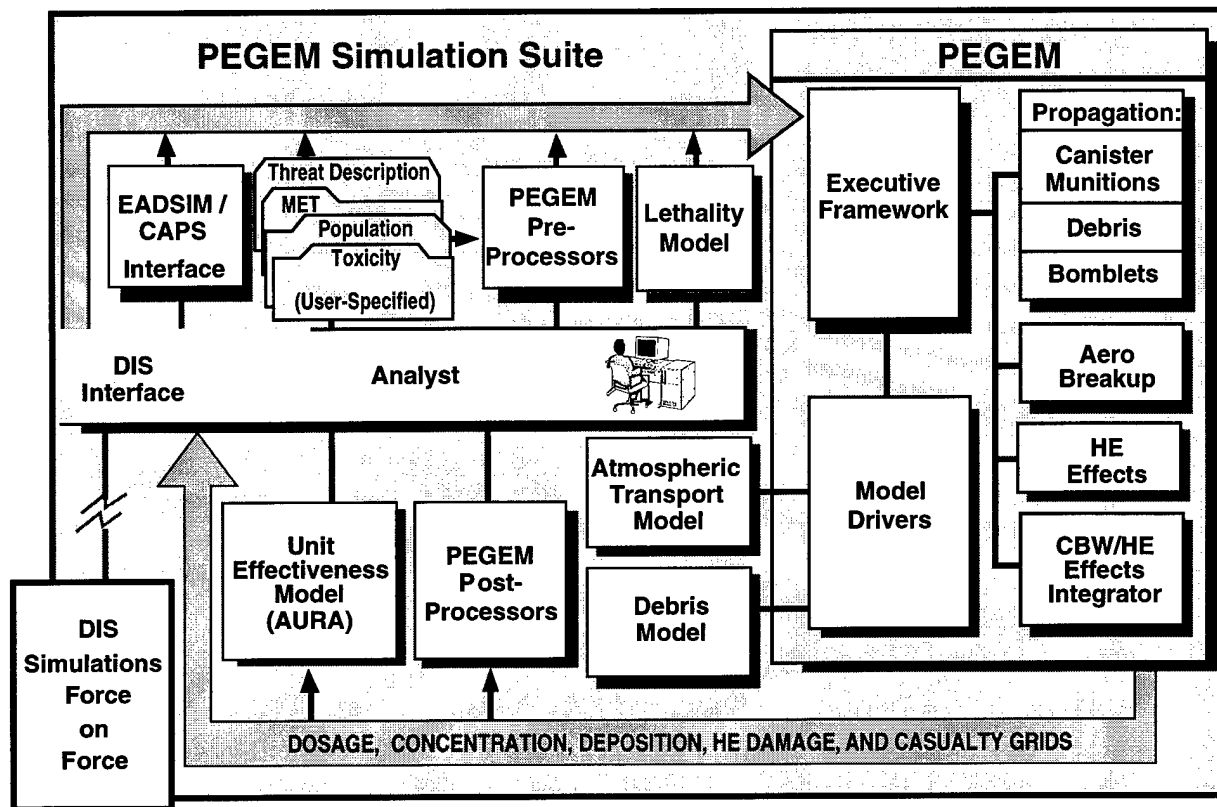 PEGEM Simulation Suite
PEGEM
EADSIM /
CAPS
Interface
Threat Description
MET
Population
Toxicity
(User-Specified)
PEGEM
Pre-
Processors
Lethality
Model
Executive
Framework
Propagation:
Canister
Munitions
Debris
Bomblets
Aero
Breakup
HE
Effects
CBW/HE
Effects
Integrator
DIS
Interface
Analyst
Model
Drivers
Atmospheric
Transport
Model
Debris
Model
Unit
Effectiveness
Model
(AURA)
PEGEM
Post-
Processors
DIS
Simulations
Force
on
Force
DOSAGE, CONCENTRATION, DEPOSITION, HE DAMAGE, AND CASUALTY GRIDS